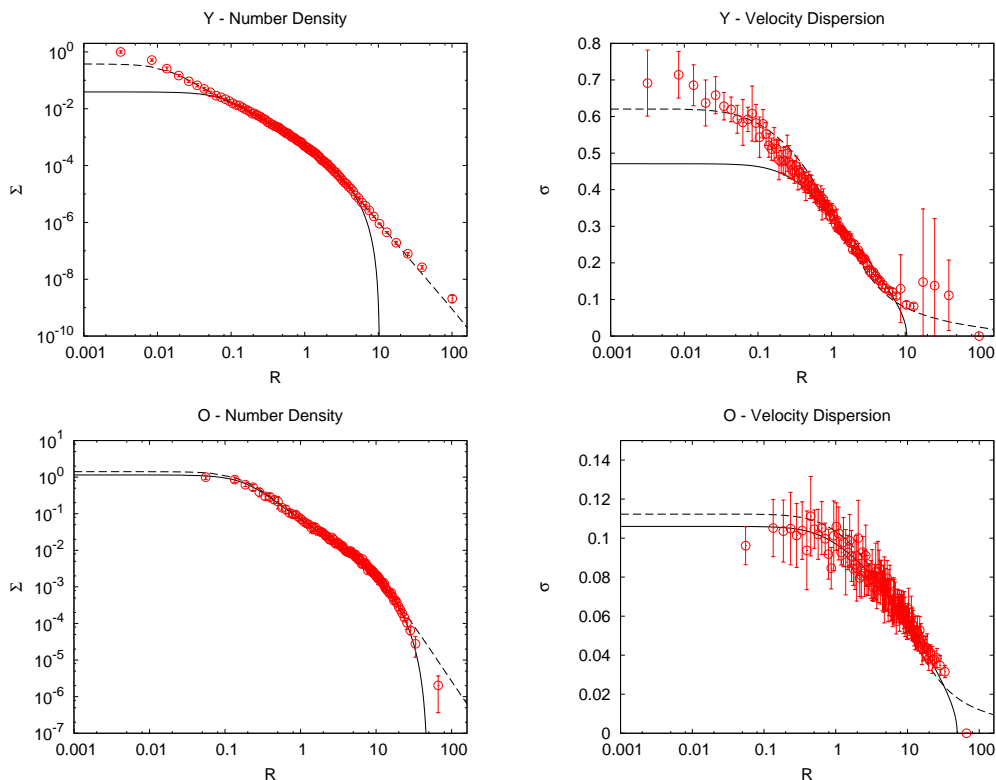 Y - Number Density
10^0
10^-2
10^-4
10^-6
10^-8
10^-10
Σ
0.001 0.01 0.1 1 10 100
R
Y - Velocity Dispersion
0.8
0.7
0.6
0.5
0.4
0.3
0.2
0.1
0
σ
0.001 0.01 0.1 1 10 100
R
O - Number Density
10^1
10^0
10^-1
10^-2
10^-3
10^-4
10^-5
10^-6
10^-7
Σ
0.001 0.01 0.1 1 10 100
R
O - Velocity Dispersion
0.14
0.12
0.1
0.08
0.06
0.04
0.02
0
σ
0.001 0.01 0.1 1 10 100
R